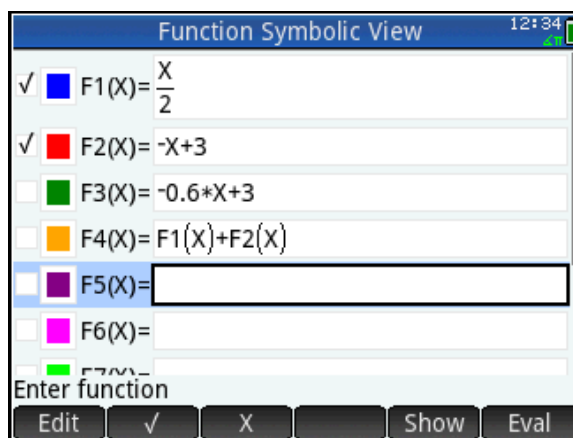 Function Symbolic View 12:34
∠π
√ F1(X)= X/2
√ F2(X)= -X+3
F3(X)= -0.6*X+3
F4(X)= F1(X)+F2(X)
F5(X)=
F6(X)=
F7(X)=
Enter function
Edit √ X Show Eval